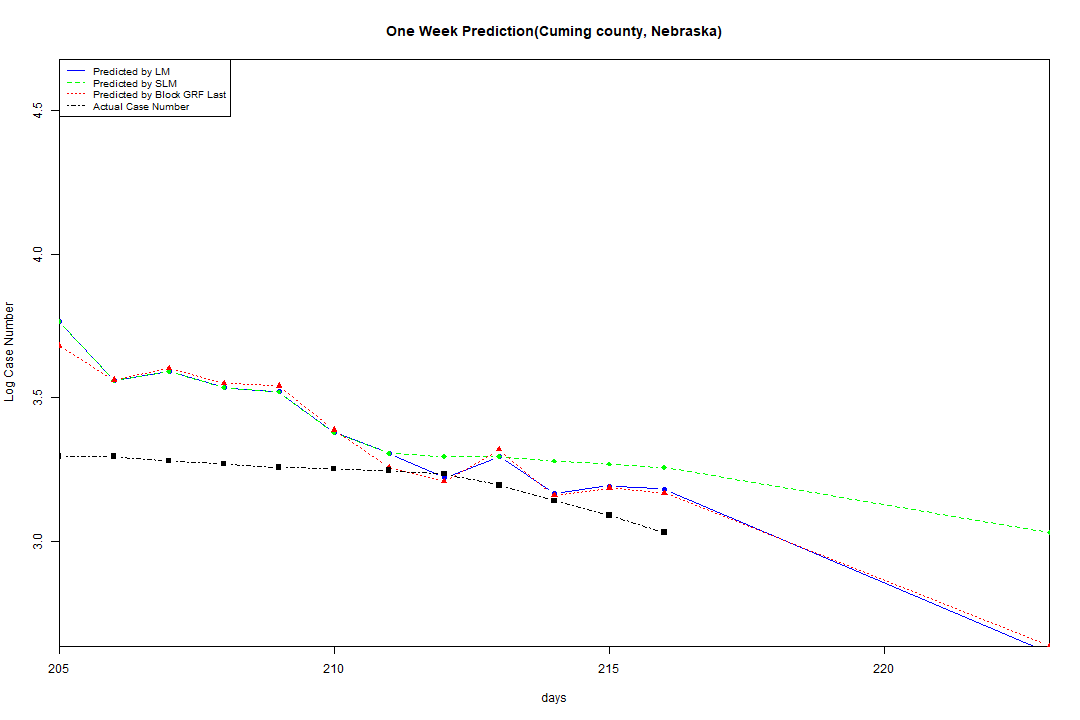 One Week Prediction(Cuming county, Nebraska)
Predicted by LM
Predicted by SLM
Predicted by Block GRF Last
Actual Case Number
4.5
4.0
3.5
3.0
Log Case Number
205
210
215
220
days